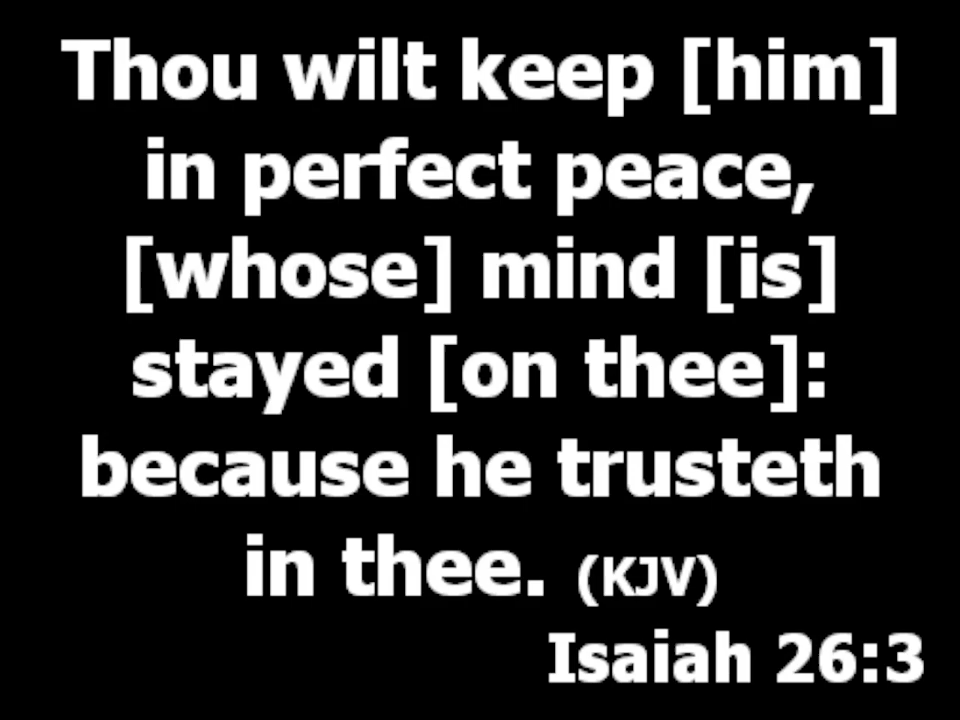 Thou wilt keep [him]
in perfect peace,
[whose] mind [is]
stayed [on thee]:
because he trusteth
in thee. (KJV)
Isaiah 26:3